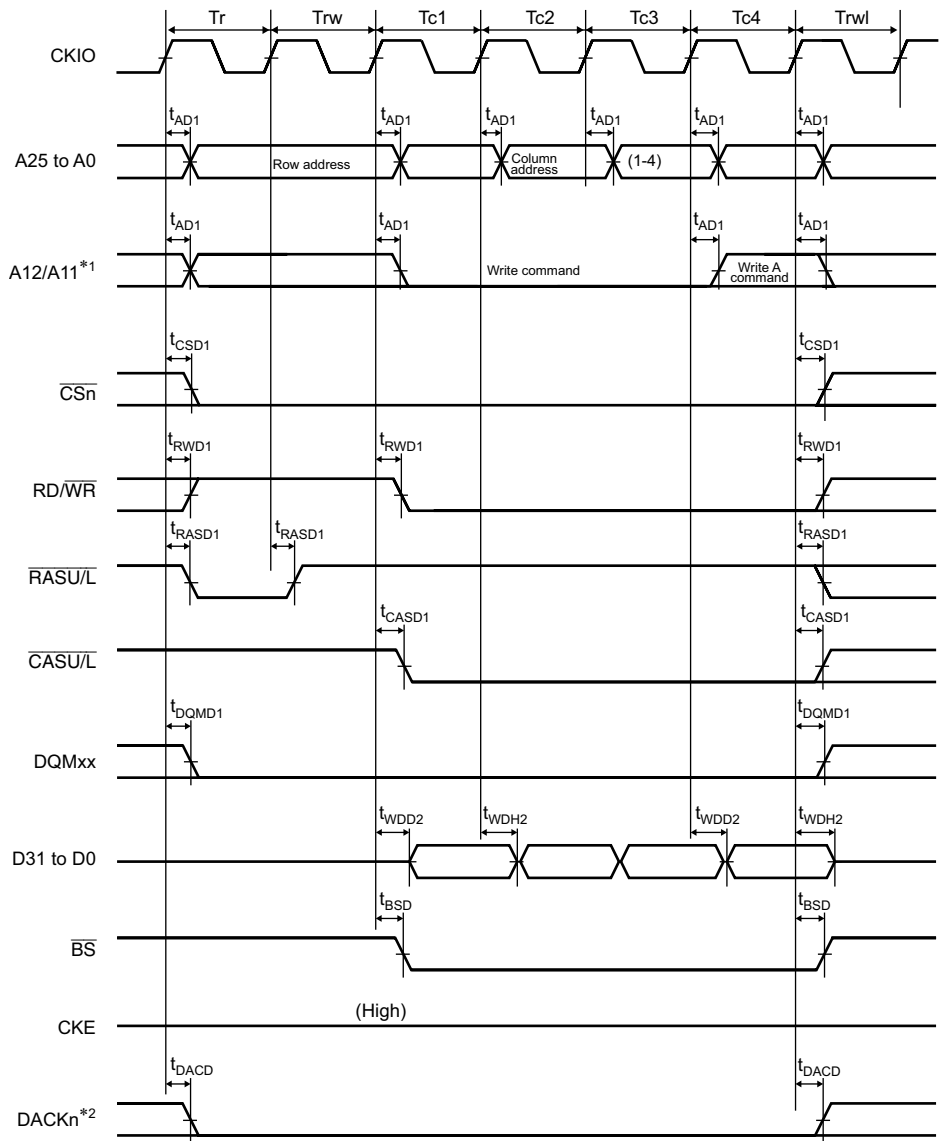 Tr Trw Tc1 Tc2 Tc3 Tc4 Trwl
CKIO
tAD1 tAD1 tAD1 tAD1 tAD1 tAD1
A25 to A0 Row address Column address (1-4)
tAD1 tAD1 tAD1 tAD1
A12/A11*1 Write command Write A command
tCSD1 tCSD1
CSn
tRWD1 tRWD1 tRWD1
RD/WR
tRASD1 tRASD1 tRASD1
RASU/L
tCASD1 tCASD1
CASU/L
tDQMD1 tDQMD1
DQMxx
tWDD2 tWDH2 tWDD2 tWDH2
D31 to D0
tBSD tBSD
BS
(High)
CKE
tDACD tDACD
DACKn*2